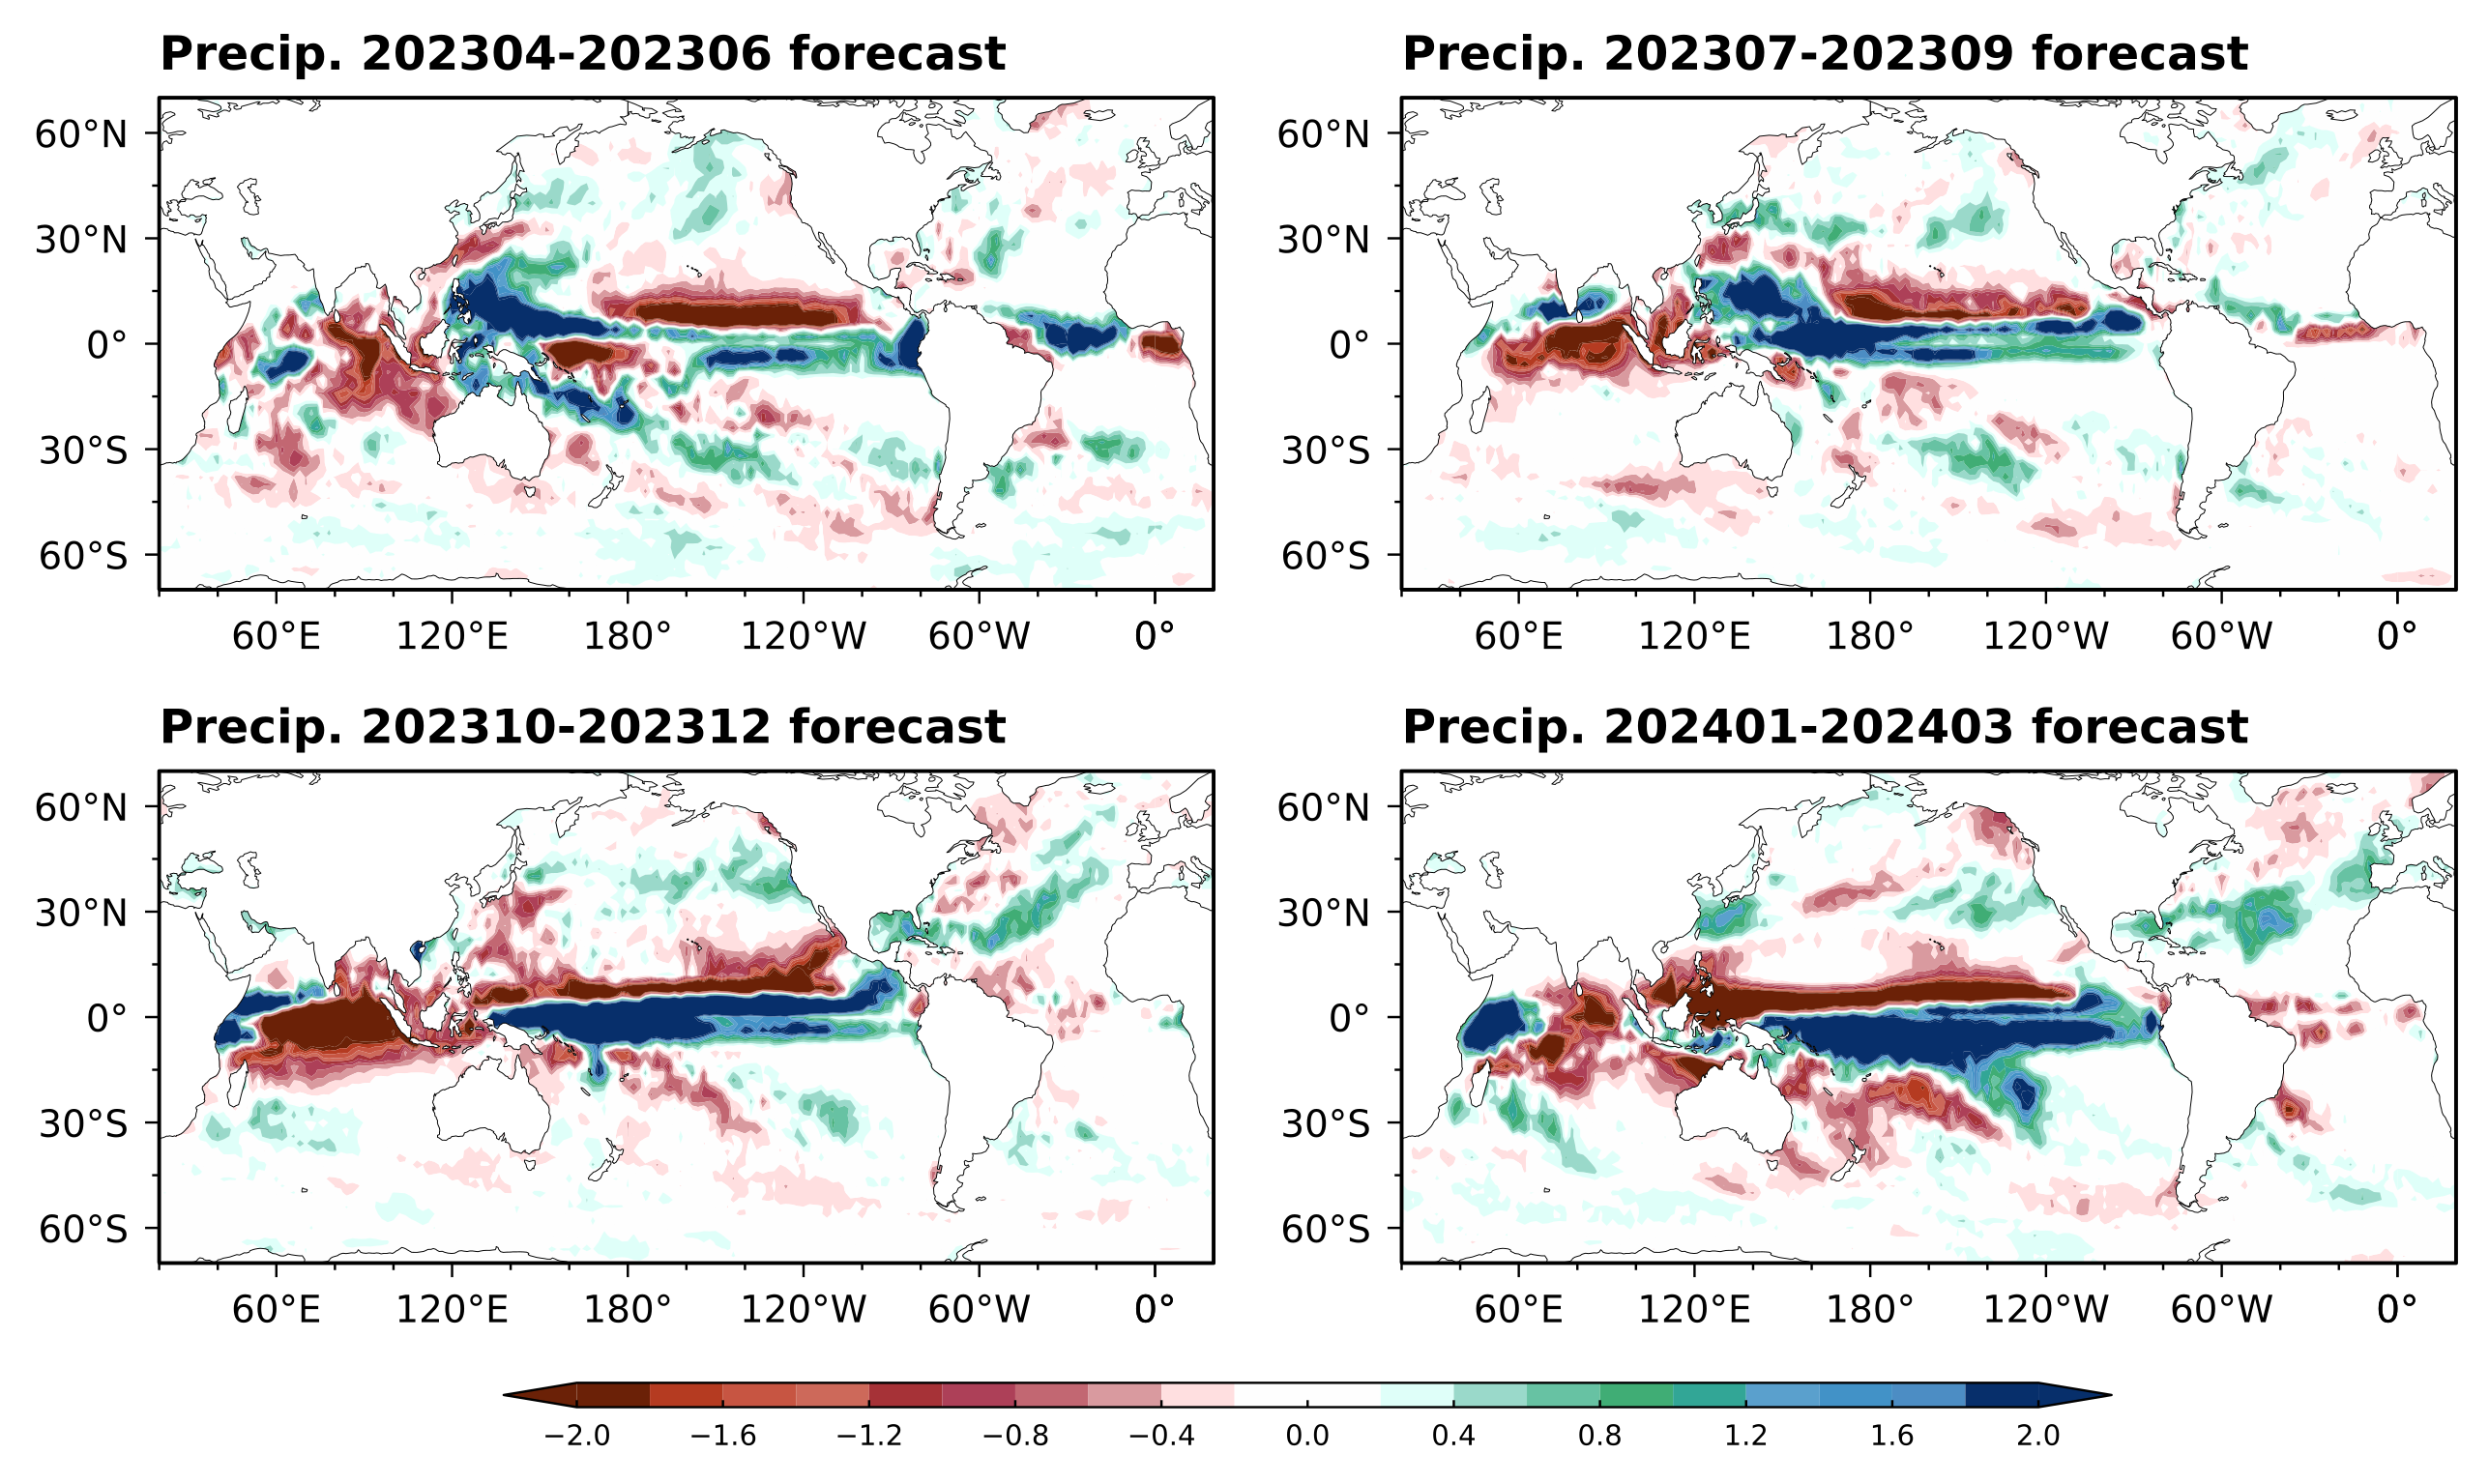 Precip. 202304-202306 forecast
60°N
30°N
0°
30°S
60°S
60°E 120°E 180° 120°W 60°W 0°
Precip. 202307-202309 forecast
60°N
30°N
0°
30°S
60°S
60°E 120°E 180° 120°W 60°W 0°
Precip. 202310-202312 forecast
60°N
30°N
0°
30°S
60°S
60°E 120°E 180° 120°W 60°W 0°
Precip. 202401-202403 forecast
60°N
30°N
0°
30°S
60°S
60°E 120°E 180° 120°W 60°W 0°
−2.0 −1.6 −1.2 −0.8 −0.4 0.0 0.4 0.8 1.2 1.6 2.0